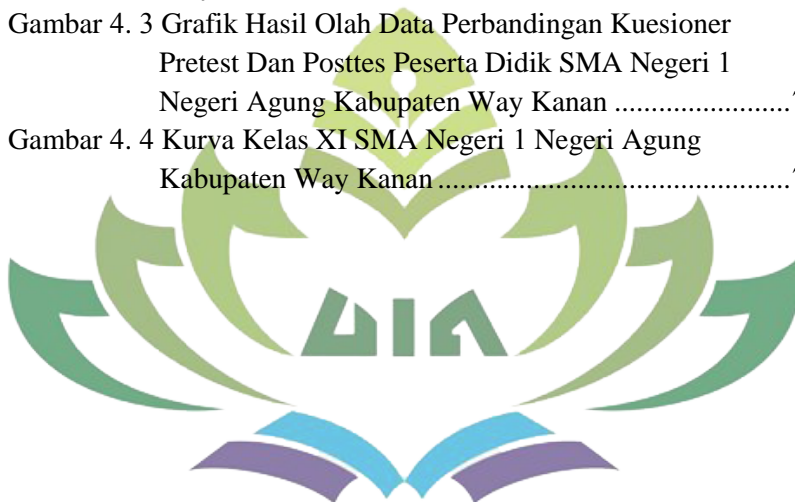 Gambar 4. 3 Grafik Hasil Olah Data Perbandingan Kuesioner
Pretest Dan Posttes Peserta Didik SMA Negeri 1
Negeri Agung Kabupaten Way Kanan ........................
Gambar 4. 4 Kurva Kelas XI SMA Negeri 1 Negeri Agung
Kabupaten Way Kanan ................................................
UIN